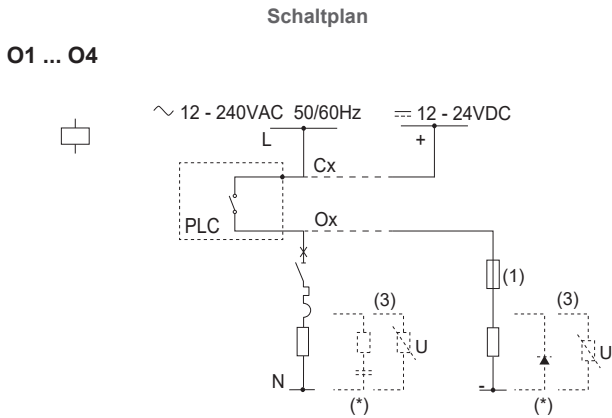 Schaltplan
O1 ... O4
12 - 240VAC 50/60Hz
12 - 24VDC
L
+
Cx
PLC
Ox
(1)
(3)
(3)
U
U
N
-
(*)
(*)